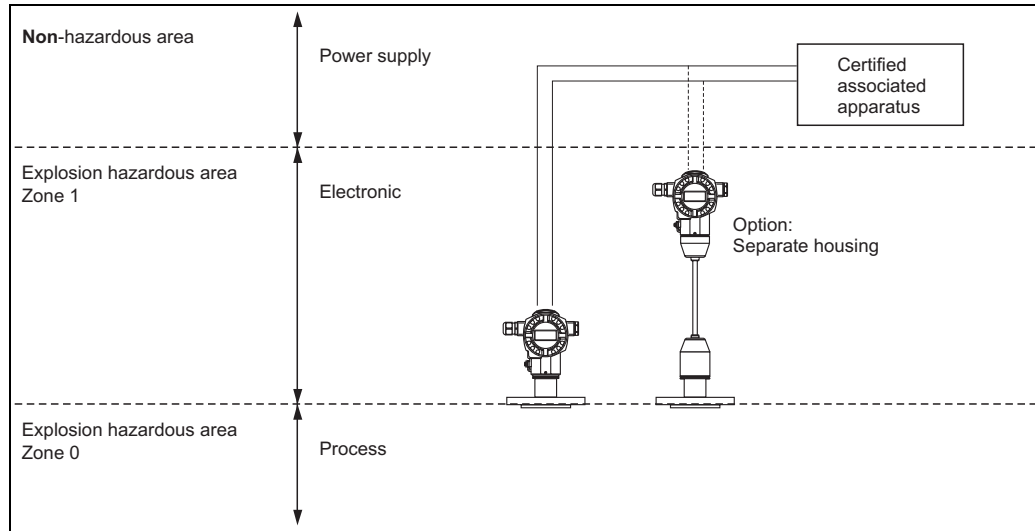 Non-hazardous area
Power supply
Certified
associated
apparatus
Explosion hazardous area
Zone 1
Electronic
Option:
Separate housing
Explosion hazardous area
Zone 0
Process